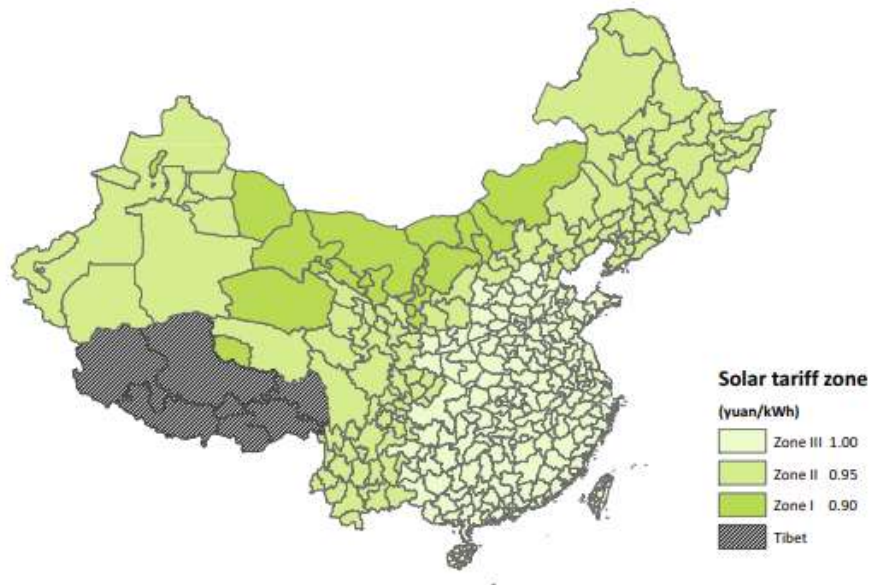 Solar tariff zone
(yuan/kWh)
Zone III 1.00
Zone II 0.95
Zone I 0.90
Tibet